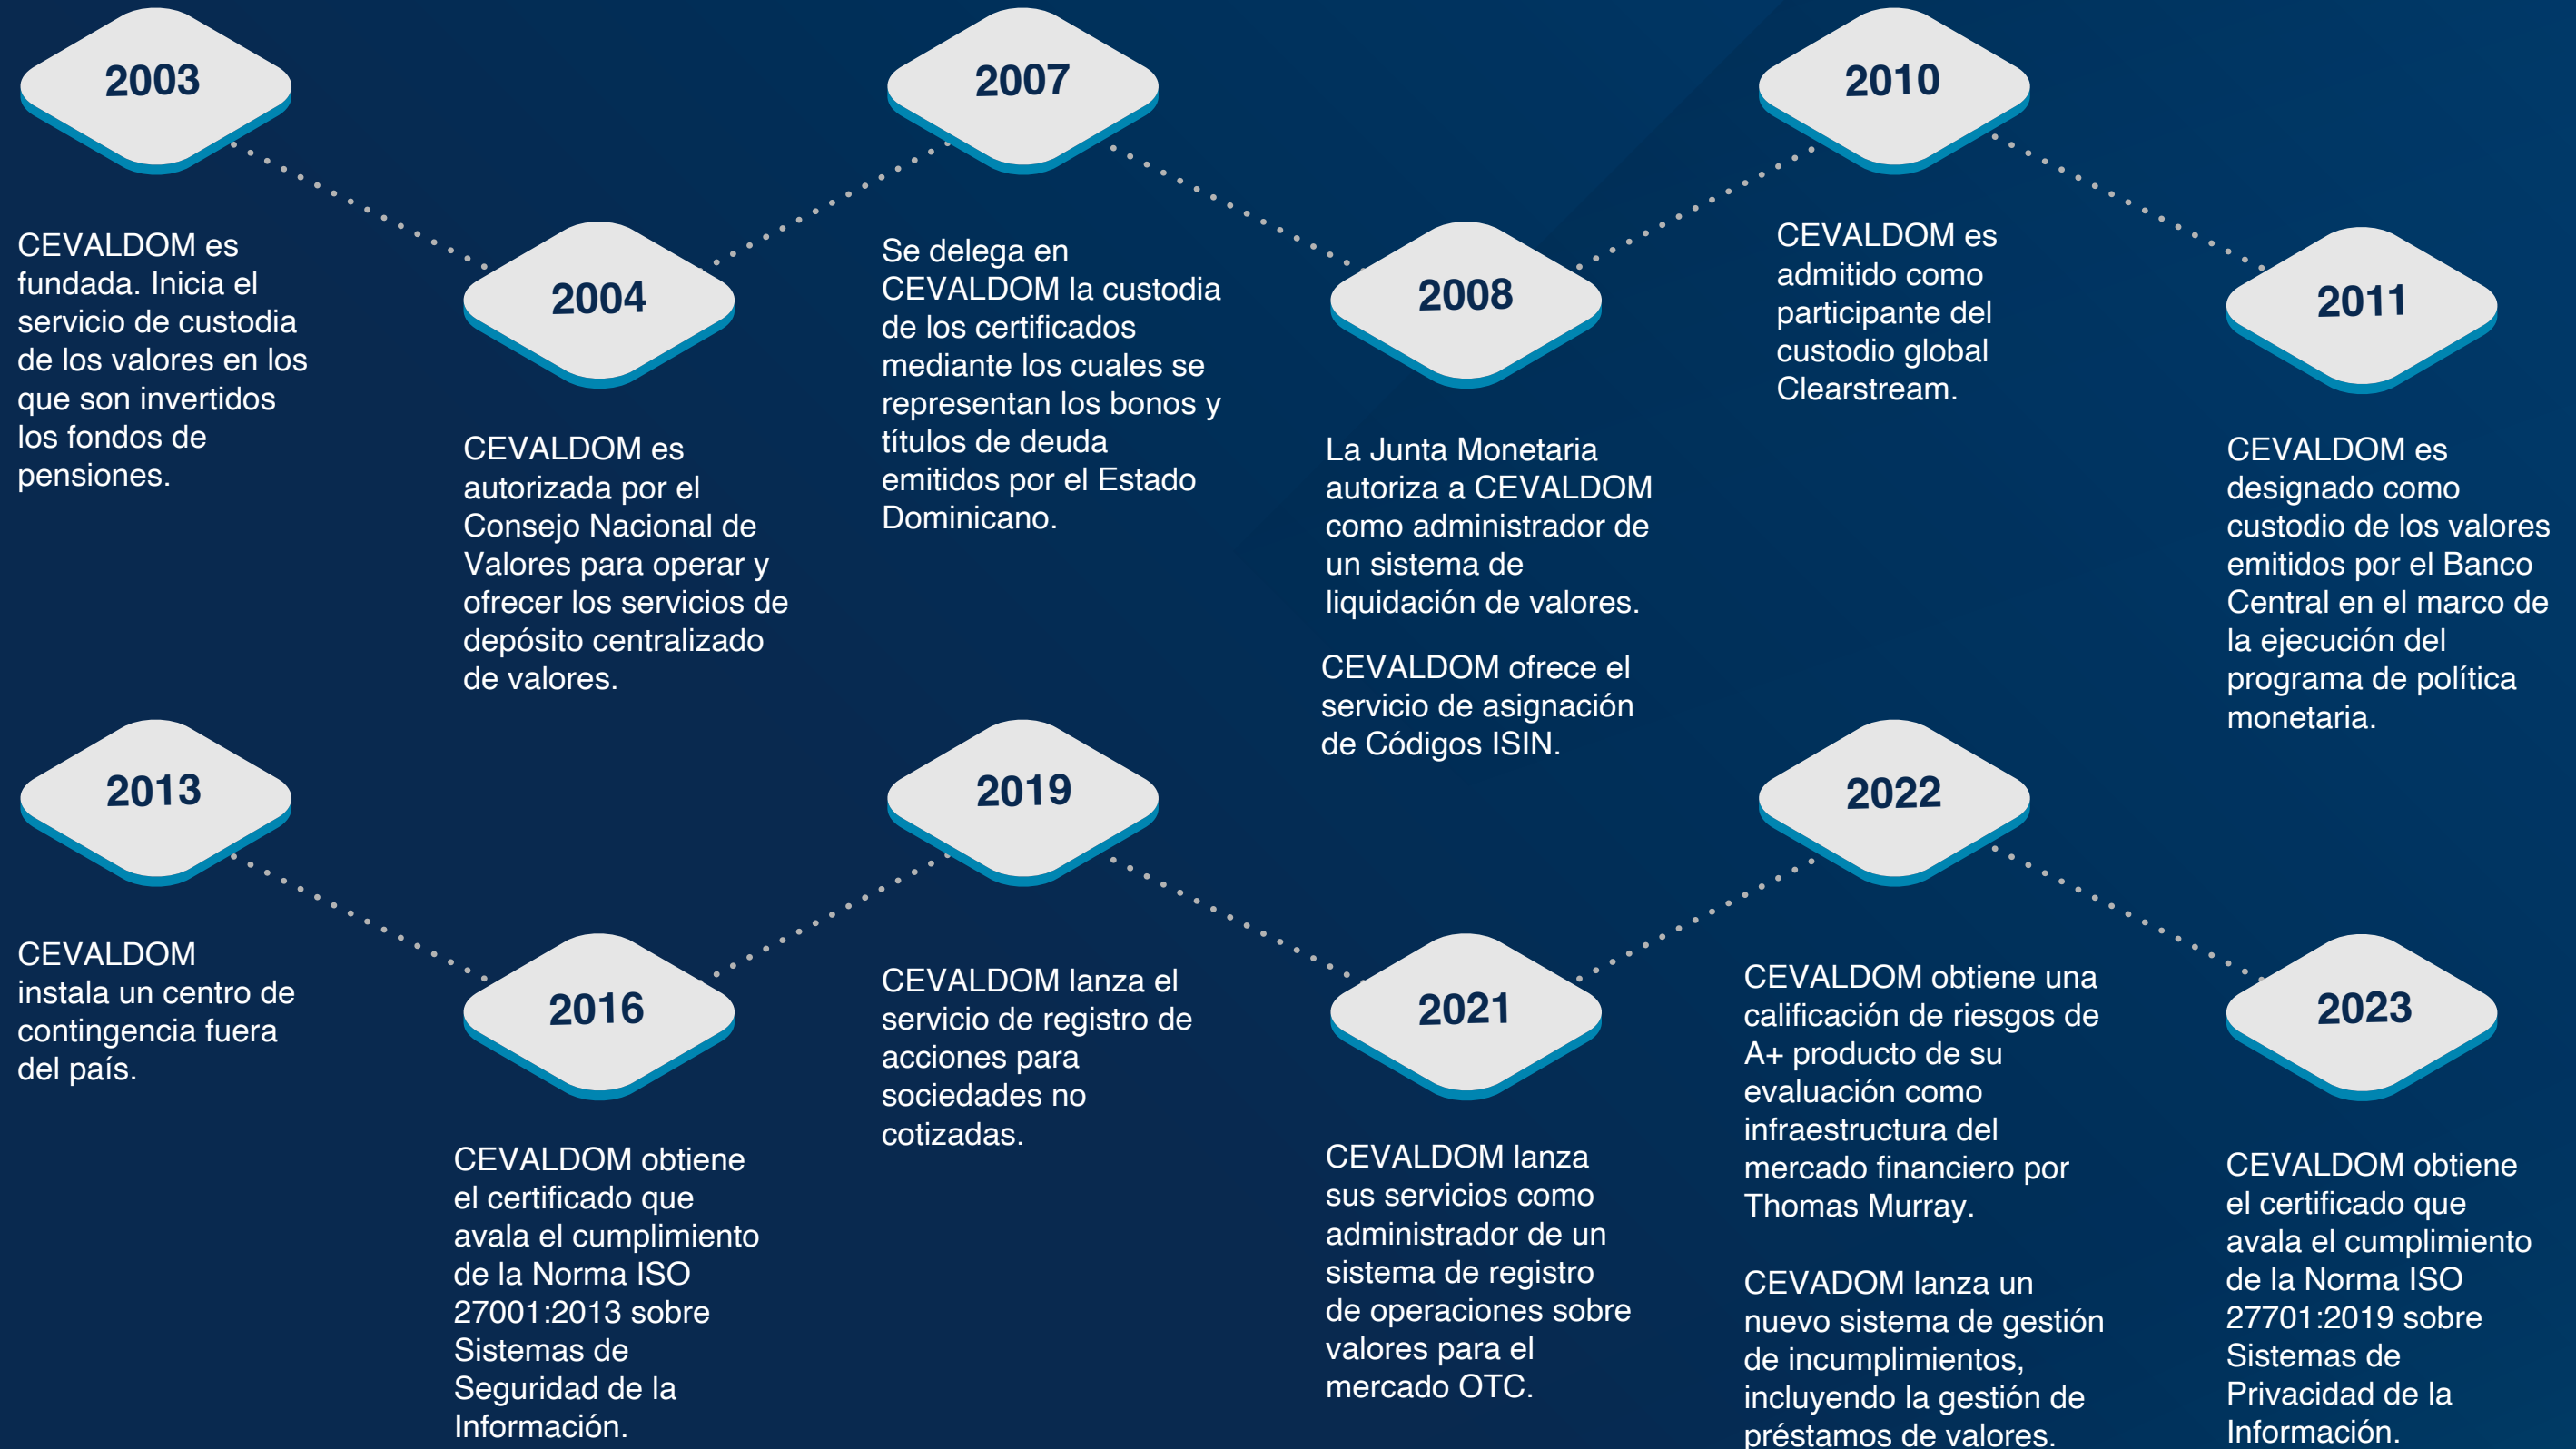 2003
CEVALDOM es
fundada. Inicia el
servicio de custodia
de los valores en los
que son invertidos
los fondos de
pensiones.
2004
CEVALDOM es
autorizada por el
Consejo Nacional de
Valores para operar y
ofrecer los servicios de
depósito centralizado
de valores.
2007
Se delega en
CEVALDOM la custodia
de los certificados
mediante los cuales se
representan los bonos y
títulos de deuda
emitidos por el Estado
Dominicano.
2008
La Junta Monetaria
autoriza a CEVALDOM
como administrador de
un sistema de
liquidación de valores.
CEVALDOM ofrece el
servicio de asignación
de Códigos ISIN.
2010
CEVALDOM es
admitido como
participante del
custodio global
Clearstream.
2011
CEVALDOM es
designado como
custodio de los valores
emitidos por el Banco
Central en el marco de
la ejecución del
programa de política
monetaria.
2013
CEVALDOM
instala un centro de
contingencia fuera
del país.
2016
CEVALDOM obtiene
el certificado que
avala el cumplimiento
de la Norma ISO
27001:2013 sobre
Sistemas de
Seguridad de la
Información.
2019
CEVALDOM lanza el
servicio de registro de
acciones para
sociedades no
cotizadas.
2021
CEVALDOM lanza
sus servicios como
administrador de un
sistema de registro
de operaciones sobre
valores para el
mercado OTC.
2022
CEVALDOM obtiene una
calificación de riesgos de
A+ producto de su
evaluación como
infraestructura del
mercado financiero por
Thomas Murray.
CEVADOM lanza un
nuevo sistema de gestión
de incumplimientos,
incluyendo la gestión de
préstamos de valores.
2023
CEVALDOM obtiene
el certificado que
avala el cumplimiento
de la Norma ISO
27701:2019 sobre
Sistemas de
Privacidad de la
Información.